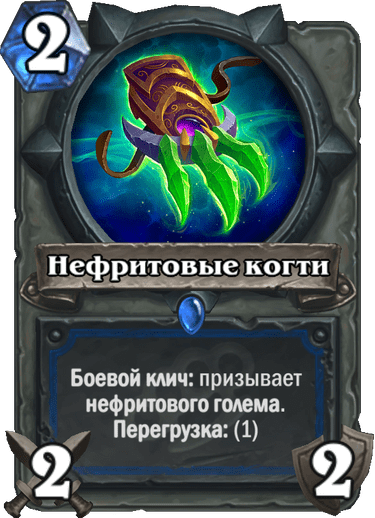 2
Нефритовые когти
Боевой клич: призывает
нефритового голема.
Перегрузка: (1)
2
2